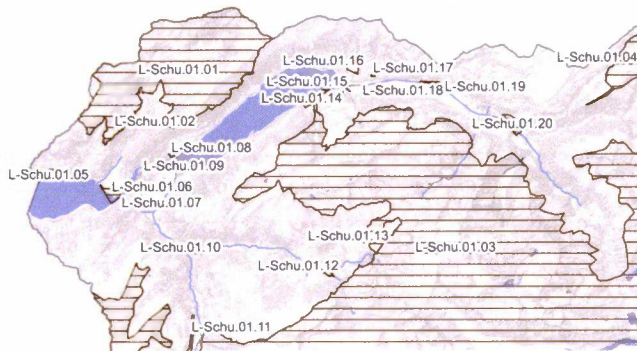 L-Schu.01.04
L-Schu.01.16
L-Schu.01.17
L-Schu.01.01
L-Schu.01.15
L-Schu.01.18
L-Schu.01.19
L-Schu.01.14
L-Schu.01.02
L-Schu.01.20
L-Schu.01.08
L-Schu.01.09
L-Schu.01.05
L-Schu.01.06
L-Schu.01.07
L-Schu.01.13
L-Schu.01.10
L-Schu.01.03
L-Schu.01.12
L-Schu.01.11